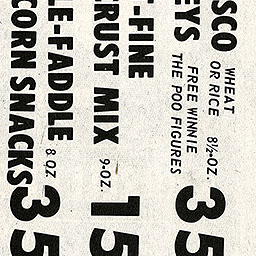 SCO
EYS
WHEAT
OR RICE 8½-OZ.
FREE WINNIE
THE POO FIGURES
35
-FINE
CRUST MIX
9-OZ.
15
LE-FADDLE
CORN SNACKS
8 OZ.
35